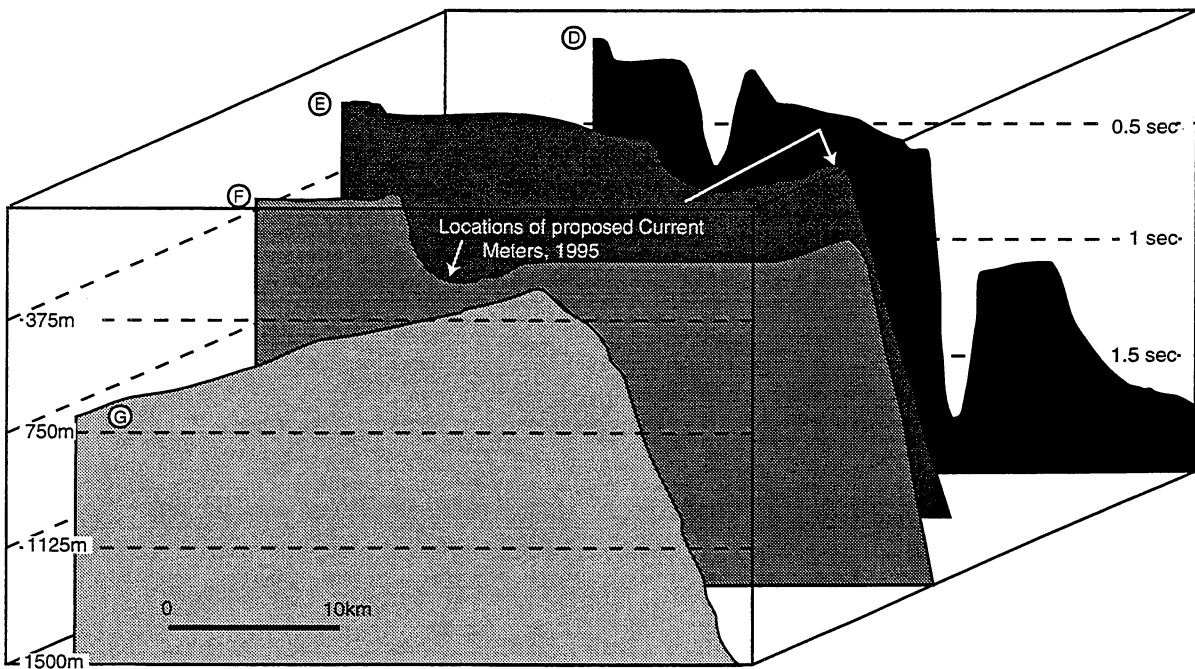 D
E
0.5 sec
F
Locations of proposed Current
Meters, 1995
1 sec
375m
1.5 sec
G
750m
1125m
0 10km
1500m